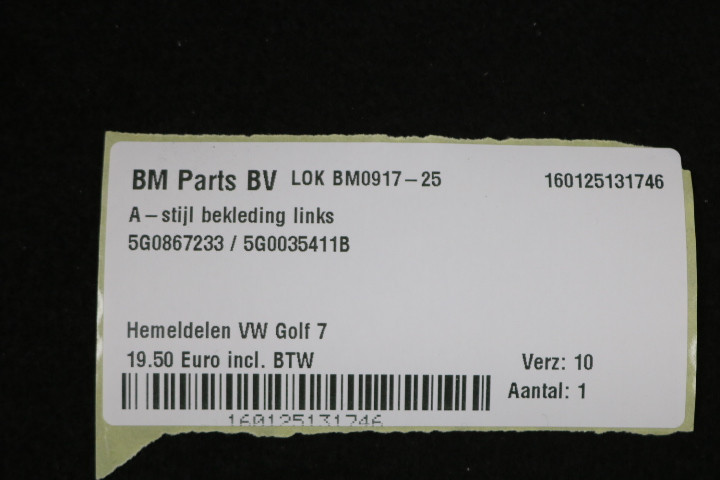 BM Parts BV LOK BM0917-25 160125131746
A-stijl bekleding links
5G0867233 / 5G0035411B
Hemeldelen VW Golf 7
19.50 Euro incl. BTW Verz: 10
Aantal: 1
160125131746